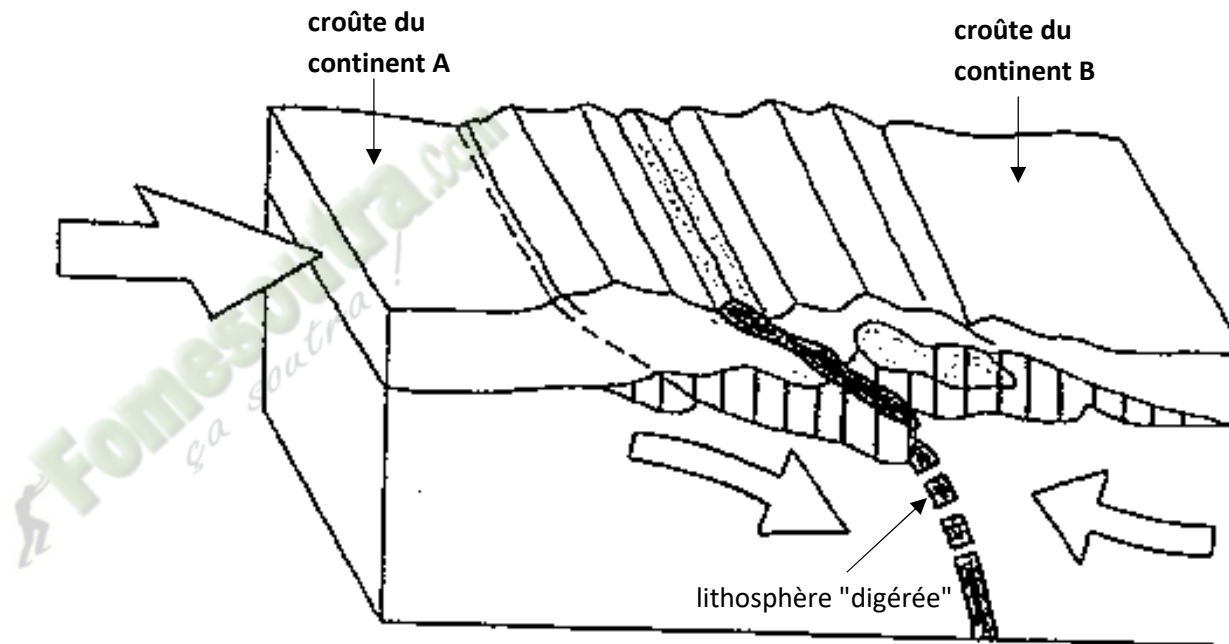 croûte du
continent A
croûte du
continent B
Fomesoutra.com
ça soutra !
lithosphère "digérée"